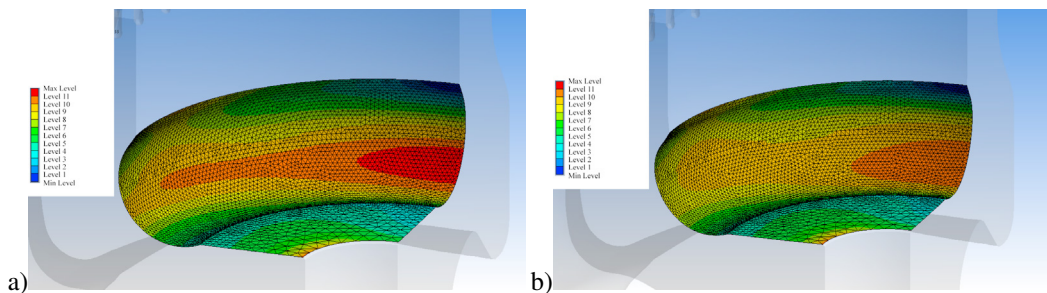 Max Level
Level 11
Level 10
Level 9
Level 8
Level 7
Level 6
Level 5
Level 4
Level 3
Level 2
Level 1
Min Level
a)
Max Level
Level 11
Level 10
Level 9
Level 8
Level 7
Level 6
Level 5
Level 4
Level 3
Level 2
Level 1
Min Level
b)